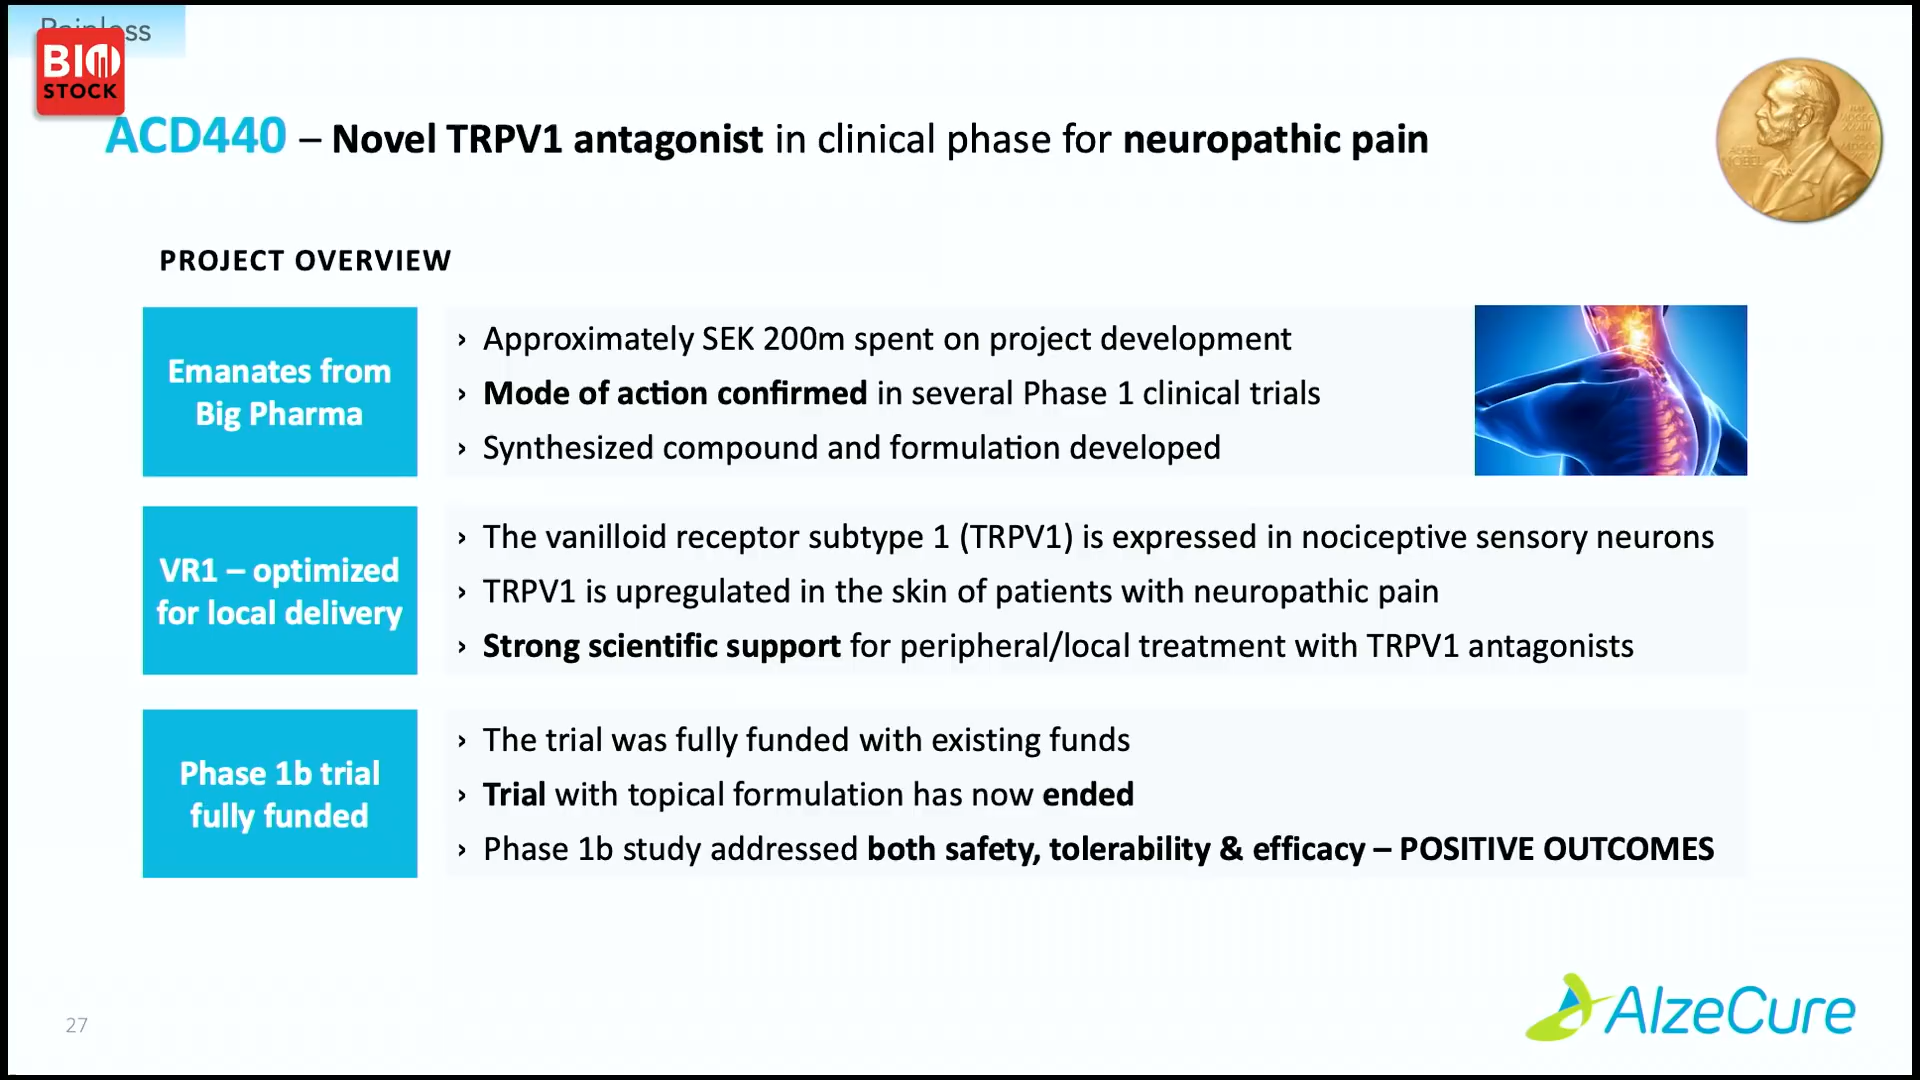 Painless
BIO
STOCK
ACD440 – Novel TRPV1 antagonist in clinical phase for neuropathic pain
PROJECT OVERVIEW
Emanates from
Big Pharma
› Approximately SEK 200m spent on project development
› Mode of action confirmed in several Phase 1 clinical trials
› Synthesized compound and formulation developed
VR1 – optimized
for local delivery
› The vanilloid receptor subtype 1 (TRPV1) is expressed in nociceptive sensory neurons
› TRPV1 is upregulated in the skin of patients with neuropathic pain
› Strong scientific support for peripheral/local treatment with TRPV1 antagonists
Phase 1b trial
fully funded
› The trial was fully funded with existing funds
› Trial with topical formulation has now ended
› Phase 1b study addressed both safety, tolerability & efficacy – POSITIVE OUTCOMES
27
AlzeCure